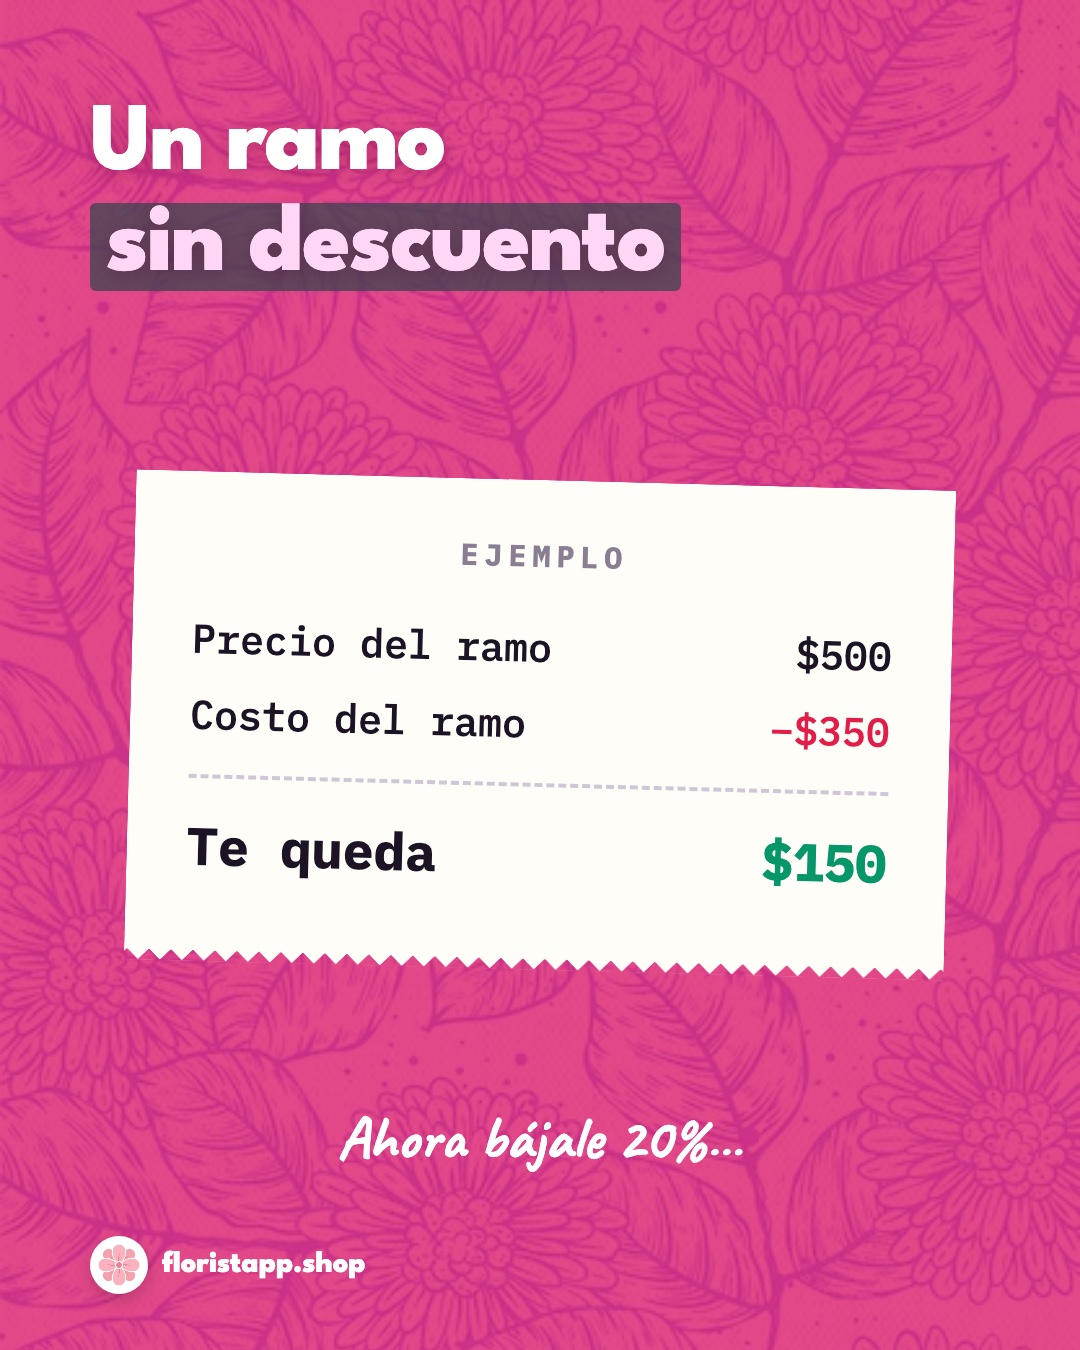 Un ramo
sin descuento
EJEMPLO
Precio del ramo $500
Costo del ramo −$350
Te queda $150
Ahora bájale 20%...
floristapp.shop